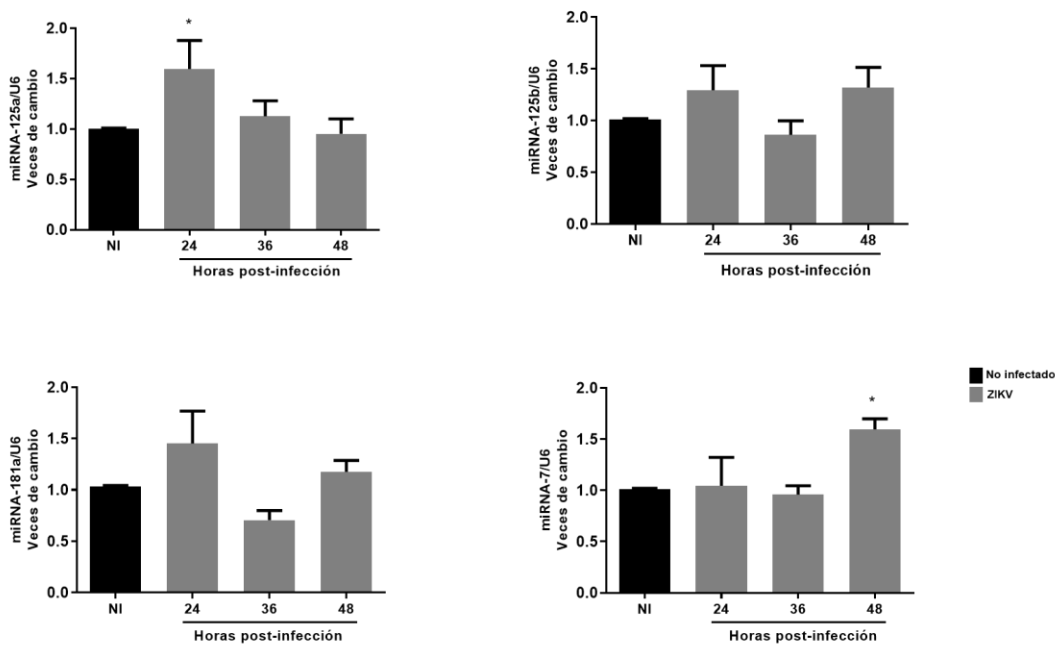 miRNA-125a/U6
Veces de cambio
2.0
1.5
1.0
0.5
0.0
*
NI
24
36
48
Horas post-infección
miRNA-125b/U6
Veces de cambio
2.0
1.5
1.0
0.5
0.0
NI
24
36
48
Horas post-infección
miRNA-181a/U6
Veces de cambio
2.0
1.5
1.0
0.5
0.0
NI
24
36
48
Horas post-infección
miRNA-7/U6
Veces de cambio
2.0
1.5
1.0
0.5
0.0
*
NI
24
36
48
Horas post-infección
No infectado
ZIKV